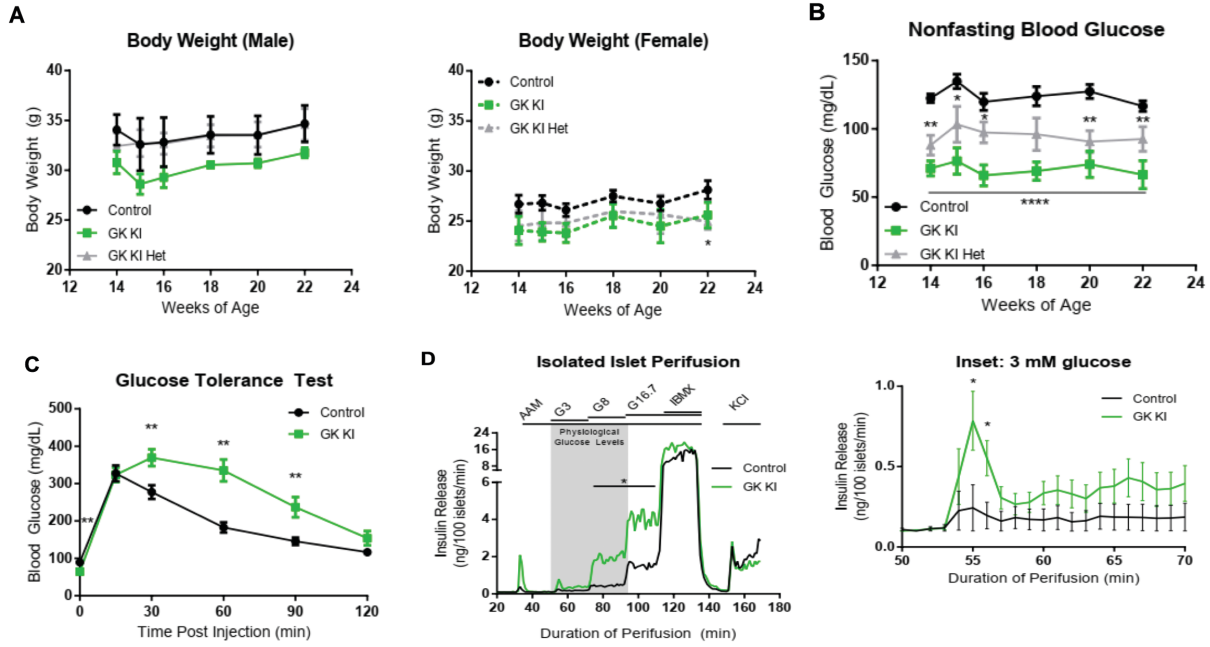 A
Body Weight (Male)
Body Weight (g)
40
35
30
25
20
Control
GK KI
GK KI Het
12 14 16 18 20 22 24
Weeks of Age
Body Weight (Female)
Body Weight (g)
40
35
30
25
20
Control
GK KI
GK KI Het
*
12 14 16 18 20 22 24
Weeks of Age
B
Nonfasting Blood Glucose
Blood Glucose (mg/dL)
150
100
50
0
** * * ** **
****
Control
GK KI
GK KI Het
12 14 16 18 20 22 24
Weeks of Age
C
Glucose Tolerance Test
Blood Glucose (mg/dL)
500
400
300
200
100
0
Control
GK KI
** ** ** **
0 30 60 90 120
Time Post Injection (min)
D
Isolated Islet Perifusion
AAM G3 G8 G16.7 IBMX KCl
Physiological
Glucose Levels
Insulin Release
(ng/100 islets/min)
24
16
8
6
4
2
0
*
Control
GK KI
20 40 60 80 100 120 140 160 180
Duration of Perifusion (min)
Inset: 3 mM glucose
Insulin Release
(ng/100 islets/min)
1.0
0.5
0.0
* *
Control
GK KI
50 55 60 65 70
Duration of Perifusion (min)